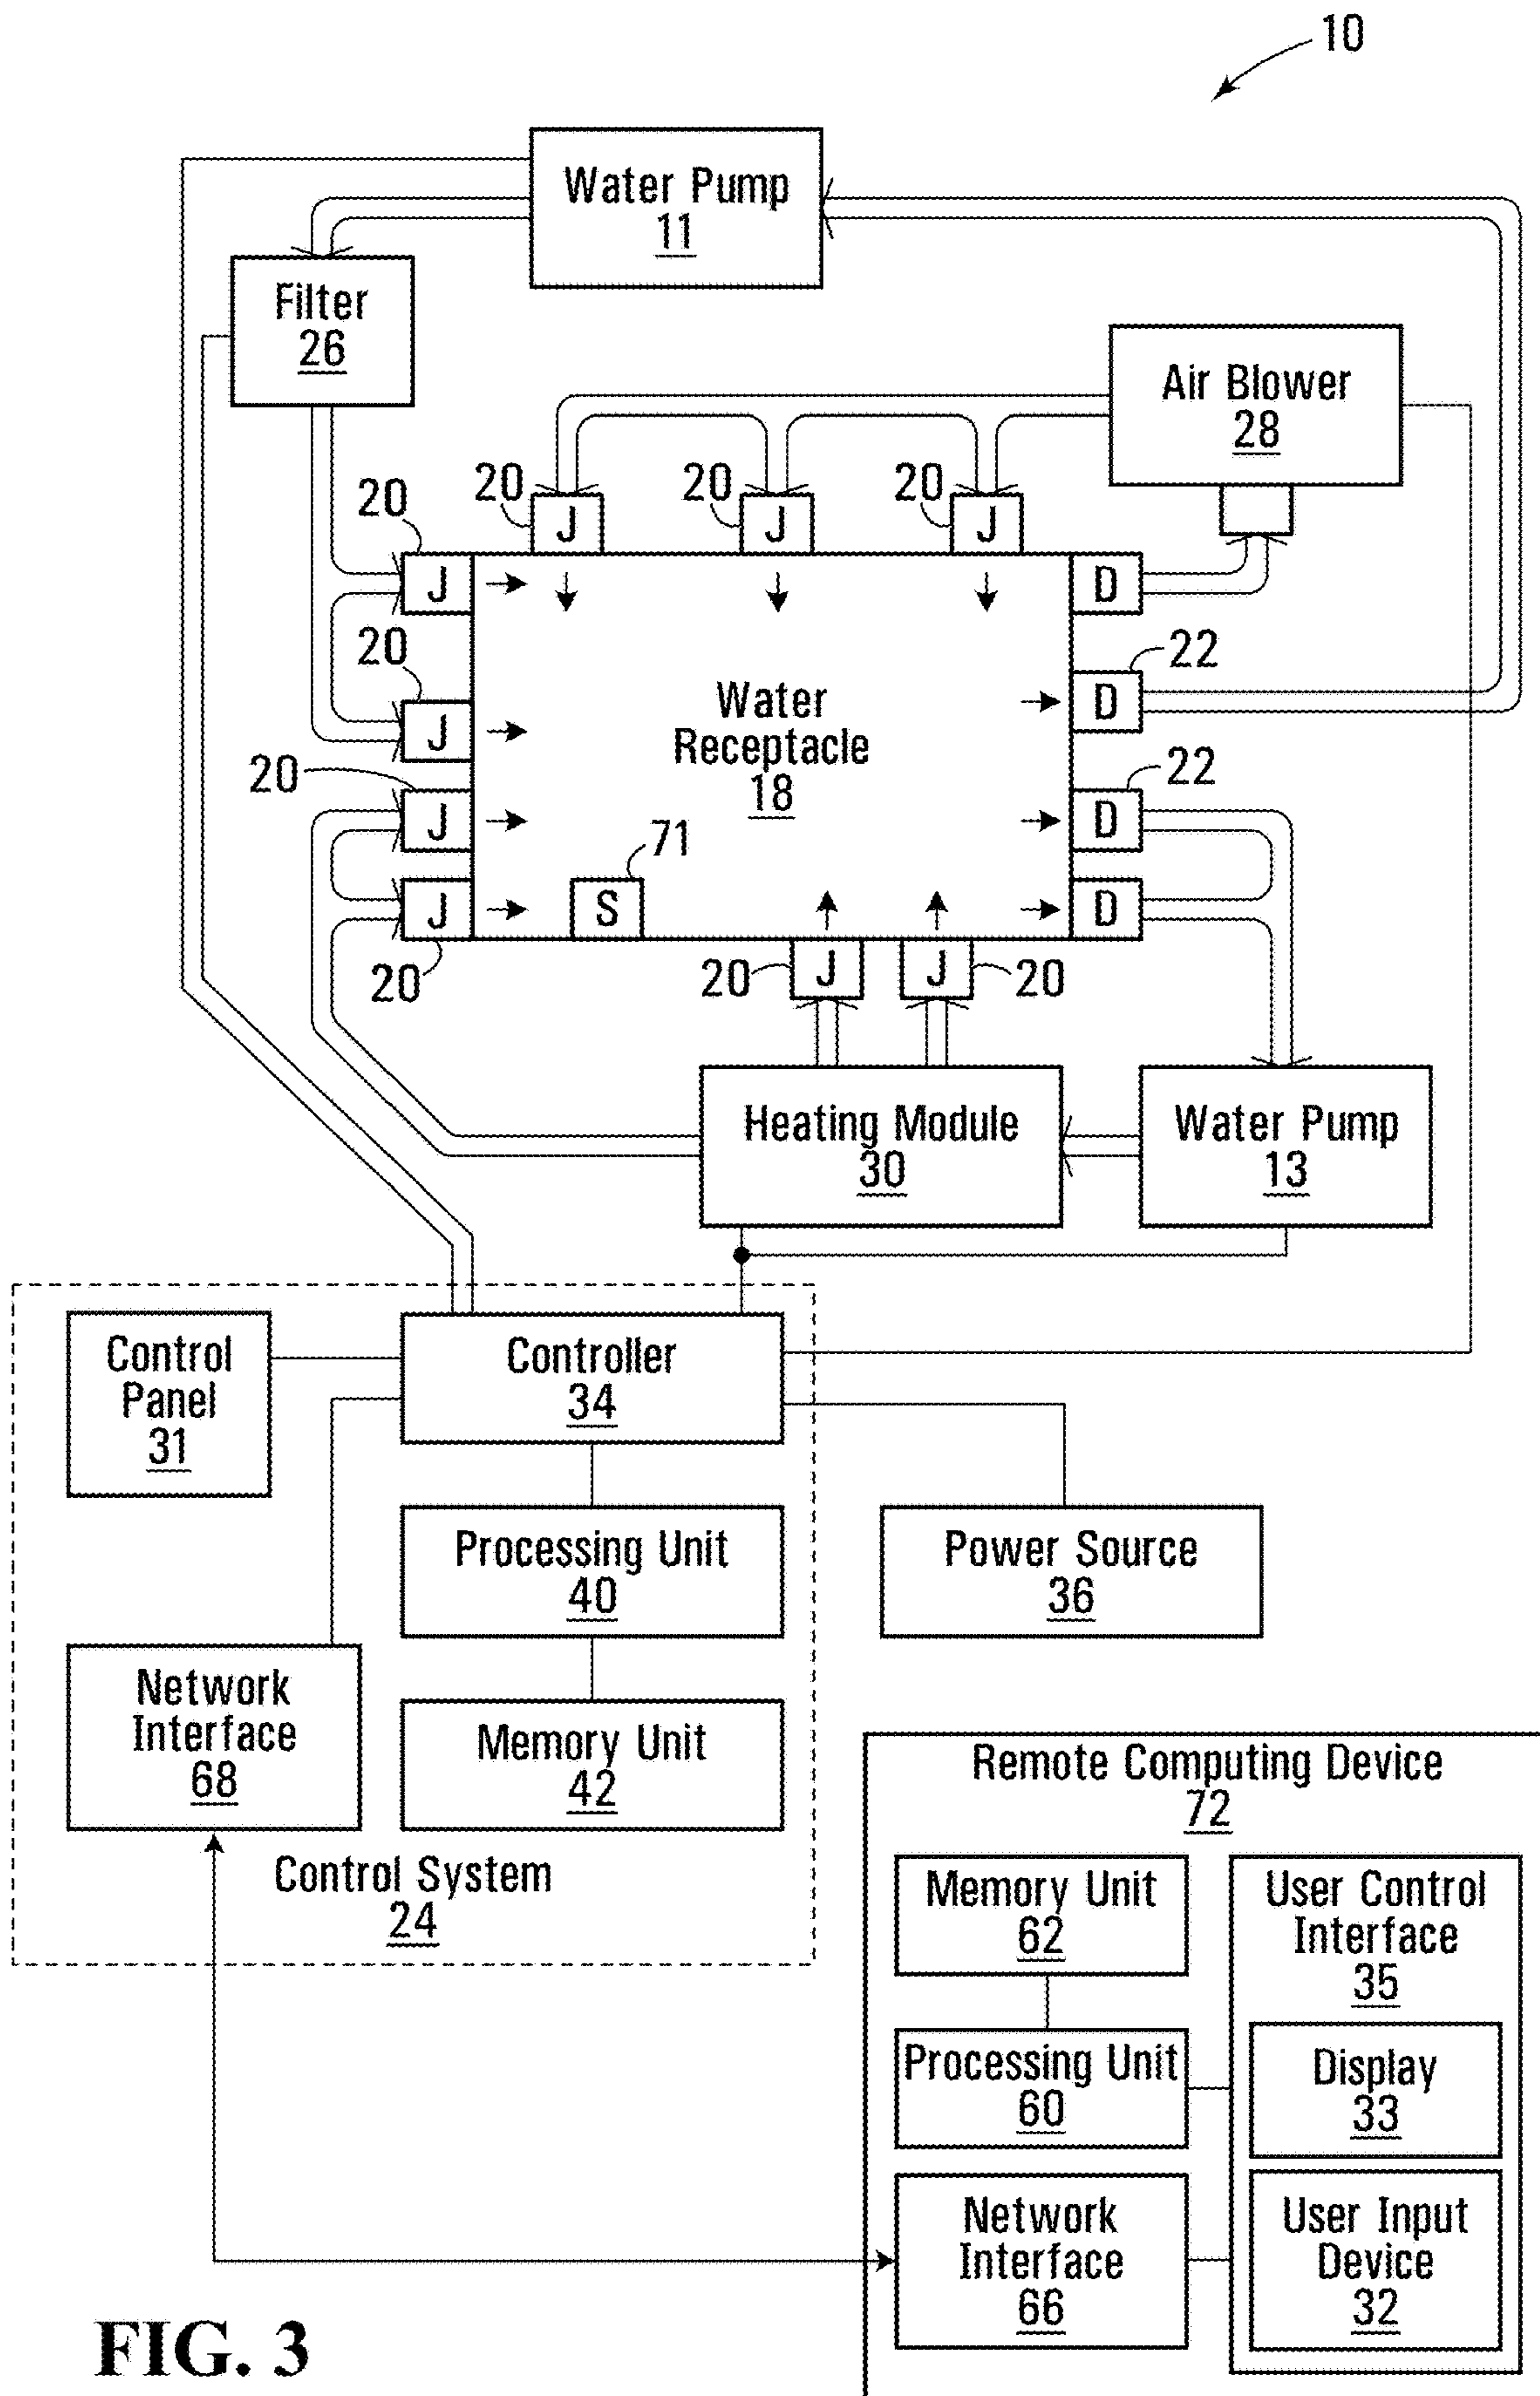 10
Water Pump
11
Filter
26
Air Blower
28
20
20
20
20
J
J
J
J
D
20
22
J
Water
Receptacle
18
D
20
22
J
D
71
J
S
D
20
20
J
J
20
Heating Module
30
Water Pump
13
Control
Panel
31
Controller
34
Processing Unit
40
Power Source
36
Network
Interface
68
Memory Unit
42
Control System
24
Remote Computing Device
72
Memory Unit
62
User Control
Interface
35
Processing Unit
60
Display
33
Network
Interface
66
User Input
Device
32
FIG. 3